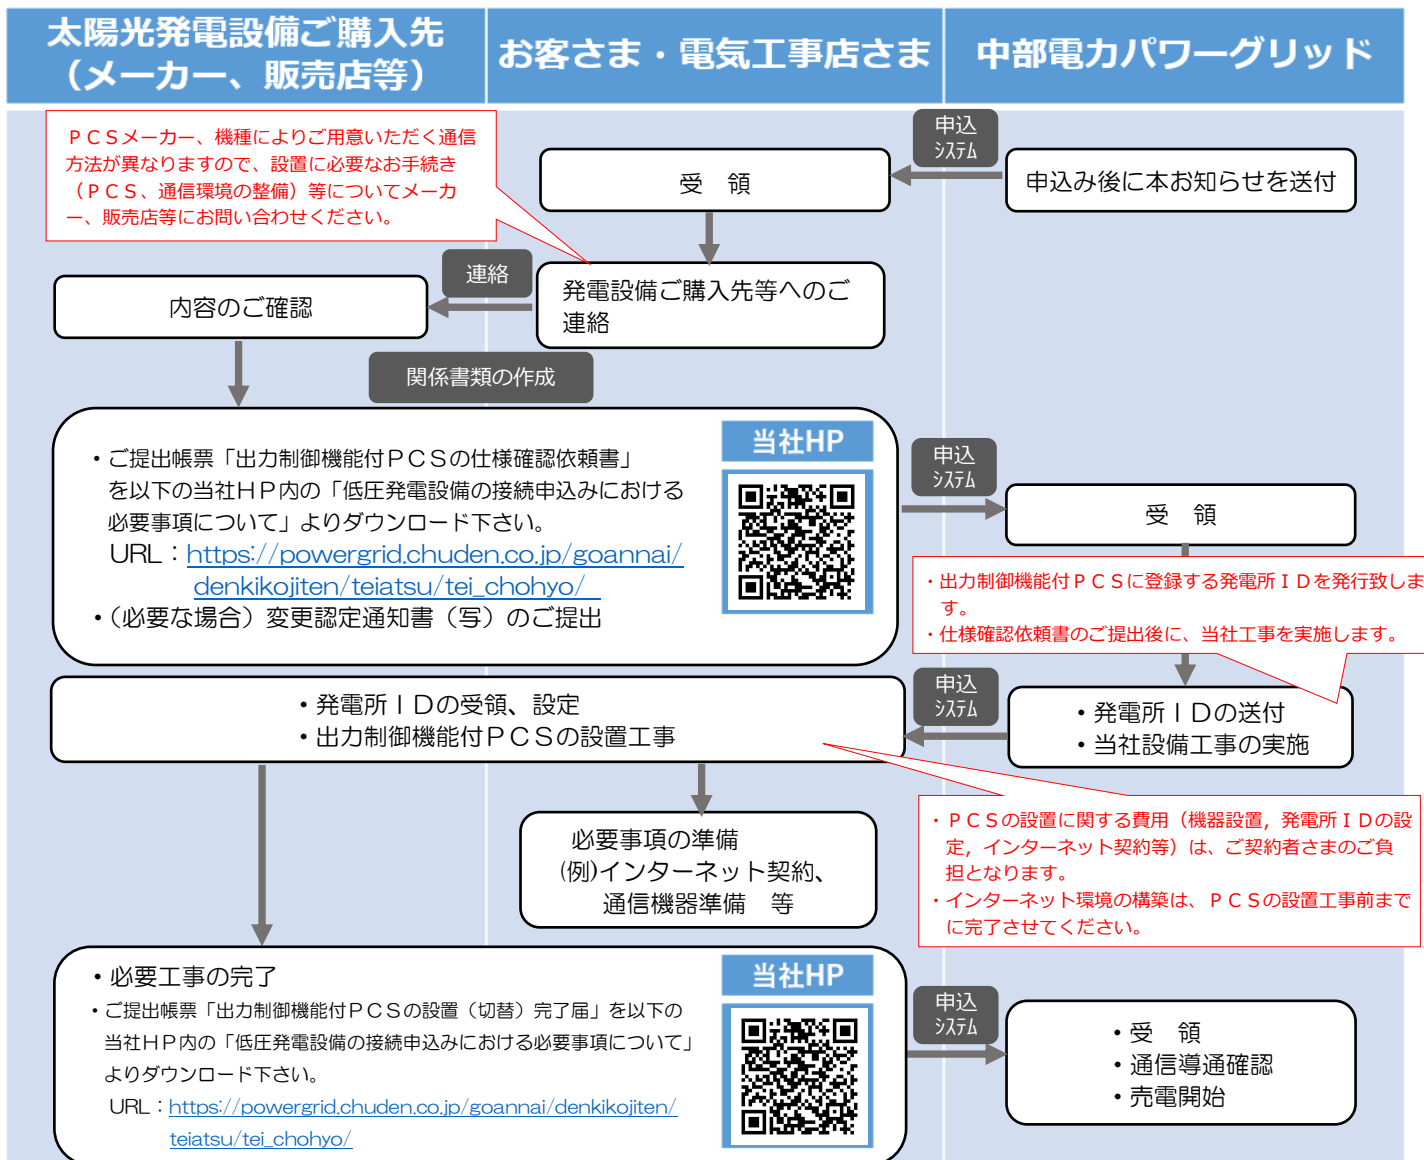 太陽光発電設備ご購入先
（メーカー、販売店等）
お客さま・電気工事店さま
中部電力パワーグリッド
ＰＣＳメーカー、機種によりご用意いただく通信
方法が異なりますので、設置に必要なお手続き
（ＰＣＳ、通信環境の整備）等についてメーカ
ー、販売店等にお問い合わせください。
申込
ｼｽﾃﾑ
受　領
申込み後に本お知らせを送付
連絡
発電設備ご購入先等へのご
連絡
内容のご確認
関係書類の作成
・ご提出帳票「出力制御機能付ＰＣＳの仕様確認依頼書」
を以下の当社ＨＰ内の「低圧発電設備の接続申込みにおける
必要事項について」よりダウンロード下さい。
URL：https://powergrid.chuden.co.jp/goannai/
denkikojiten/teiatsu/tei_chohyo/
・（必要な場合）変更認定通知書（写）のご提出
当社HP
申込
ｼｽﾃﾑ
受　領
・出力制御機能付ＰＣＳに登録する発電所ＩＤを発行致しま
す。
・仕様確認依頼書のご提出後に、当社工事を実施します。
・発電所ＩＤの受領、設定
・出力制御機能付ＰＣＳの設置工事
申込
ｼｽﾃﾑ
・発電所ＩＤの送付
・当社設備工事の実施
必要事項の準備
(例)インターネット契約、
通信機器準備　等
・ＰＣＳの設置に関する費用（機器設置，発電所ＩＤの設
定，インターネット契約等）は、ご契約者さまのご負
担となります。
・インターネット環境の構築は、ＰＣＳの設置工事前まで
に完了させてください。
・必要工事の完了
・ご提出帳票「出力制御機能付ＰＣＳの設置（切替）完了届」を以下の
当社ＨＰ内の「低圧発電設備の接続申込みにおける必要事項について」
よりダウンロード下さい。
URL：https://powergrid.chuden.co.jp/goannai/denkikojiten/
teiatsu/tei_chohyo/
当社HP
申込
ｼｽﾃﾑ
・受　領
・通信導通確認
・売電開始